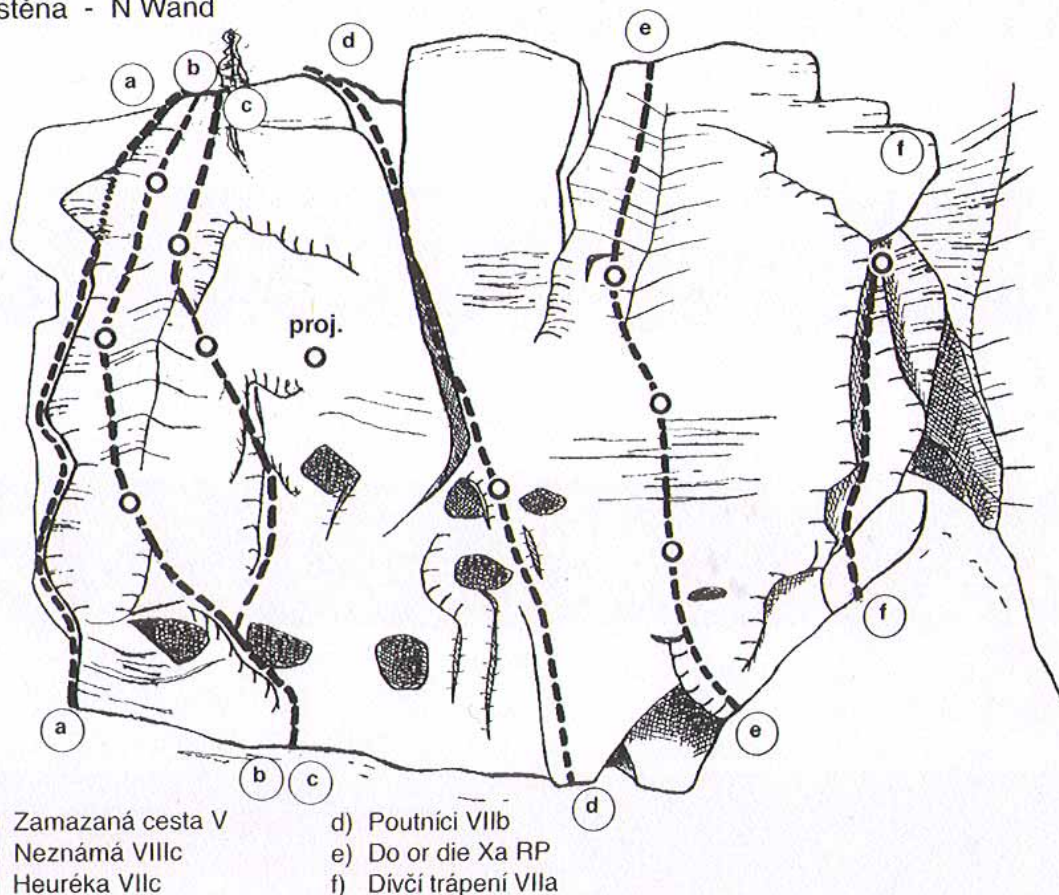 stěna - N Wand
a
b
c
d
e
f
proj.
a
b
c
d
e
f
Zamazaná cesta V
Neznámá VIIIc
Heuréka VIIc
d) Poutníci VIIb
e) Do or die Xa RP
f) Dívčí trápení VIIa